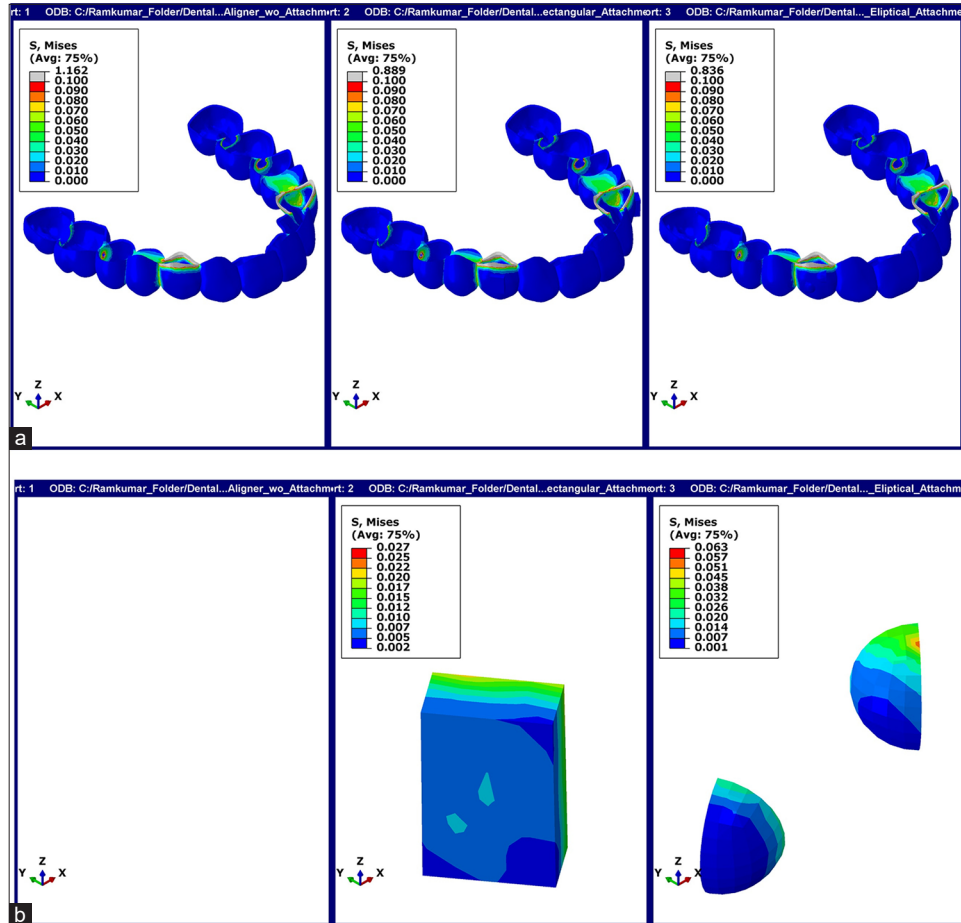 rt: 1 ODB: C:/Ramkumar_Folder/Dental...Aligner_wo_Attachm
ort: 2 ODB: C:/Ramkumar_Folder/Dental...ectangular_Attachm
ort: 3 ODB: C:/Ramkumar_Folder/Dental..._Eliptical_Attachme
S, Mises
(Avg: 75%)
1.162
0.100
0.090
0.080
0.070
0.060
0.050
0.040
0.030
0.020
0.010
0.000
S, Mises
(Avg: 75%)
0.889
0.100
0.090
0.080
0.070
0.060
0.050
0.040
0.030
0.020
0.010
0.000
S, Mises
(Avg: 75%)
0.836
0.100
0.090
0.080
0.070
0.060
0.050
0.040
0.030
0.020
0.010
0.000
Z
Y X
Z
Y X
Z
Y X
a
rt: 1 ODB: C:/Ramkumar_Folder/Dental...Aligner_wo_Attachm
rt: 2 ODB: C:/Ramkumar_Folder/Dental...ectangular_Attachm
ort: 3 ODB: C:/Ramkumar_Folder/Dental..._Eliptical_Attachm
S, Mises
(Avg: 75%)
0.027
0.025
0.022
0.020
0.017
0.015
0.012
0.010
0.007
0.005
0.002
S, Mises
(Avg: 75%)
0.063
0.057
0.051
0.045
0.038
0.032
0.026
0.020
0.014
0.007
0.001
Z
Y X
Z
Y X
Z
Y X
b